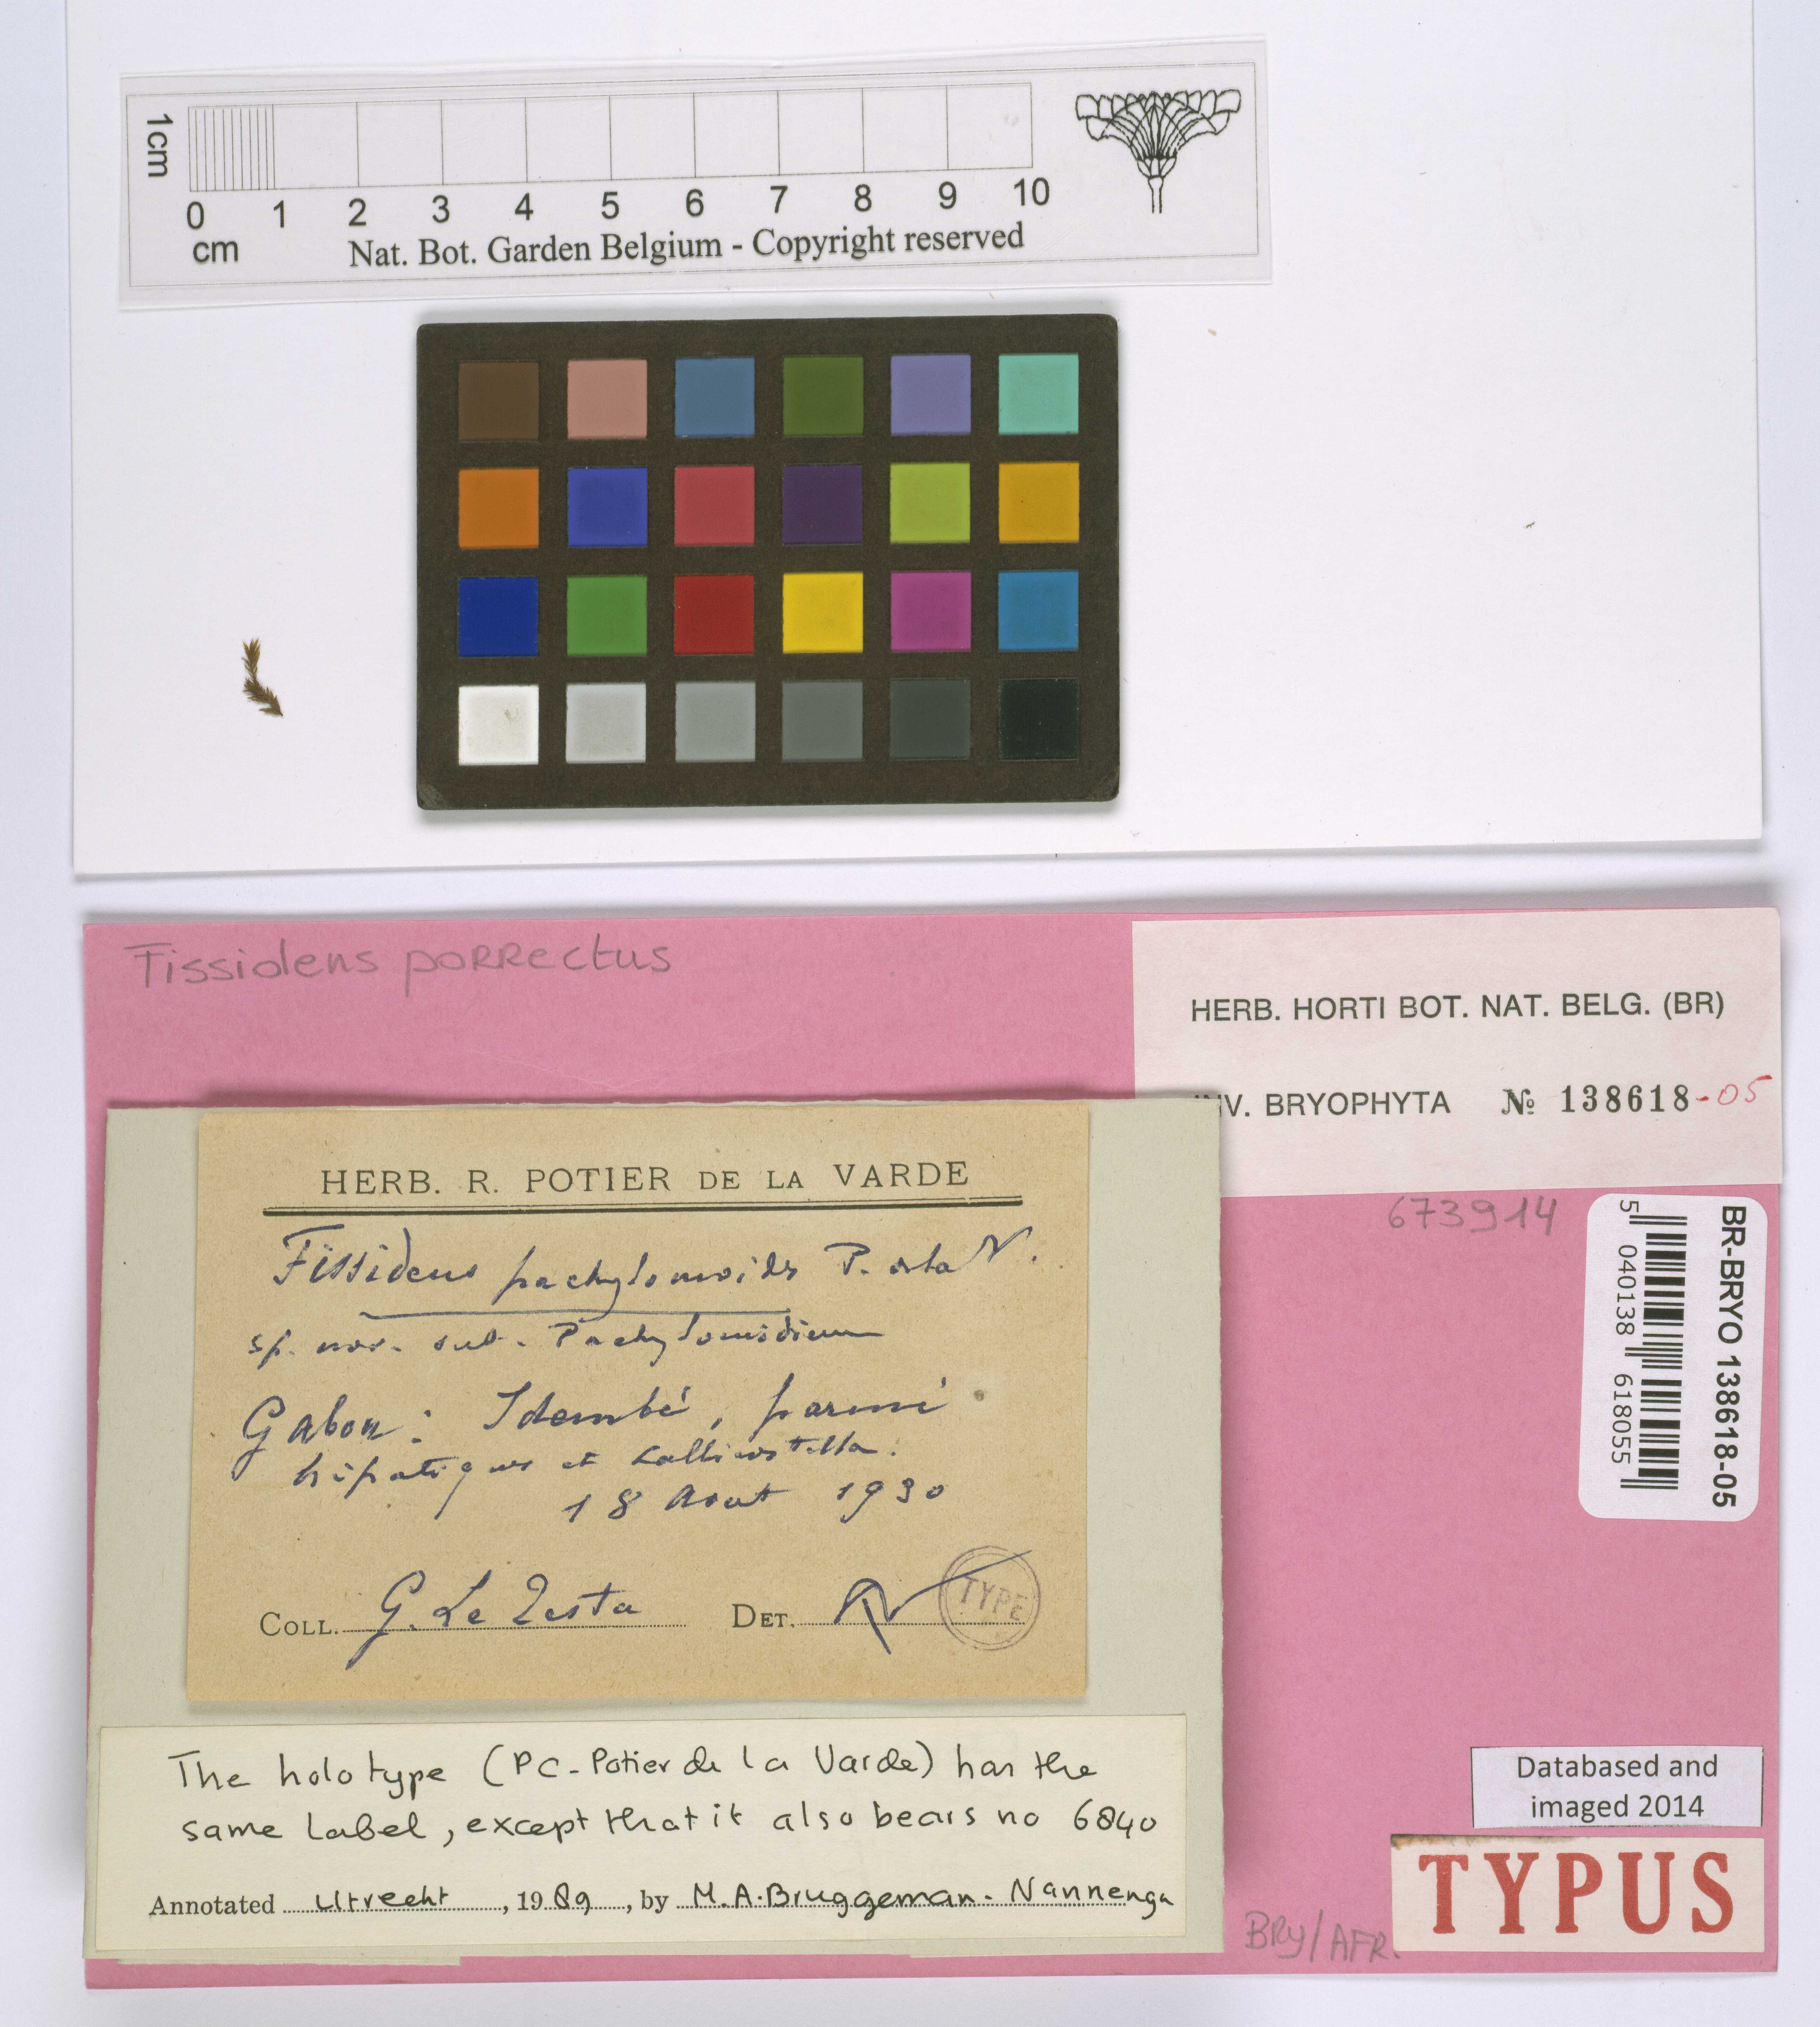 1cm
0 1 2 3 4 5 6 7 8 9 10
cm
Nat. Bot. Garden Belgium - Copyright reserved
Fissidens porrectus
HERB. HORTI BOT. NAT. BELG. (BR)
INV. BRYOPHYTA № 138618-05
673914
BR-BRYO 138618-05
5 040138 618055
HERB. R. POTIER DE LA VARDE
Fissidens pachylomoides P. de la V.
sp. nov. sub. Pachylomidium
Gabon: Idembé, parmi
hépatiques et Callicostella.
18 Aout 1930
COLL. G. Le Testu DET. PV
TYPE
The holotype (PC-Potier de la Varde) has the
same label, except that it also bears no 6840
Annotated Utrecht, 1989, by M.A. Bruggeman-Nannenga
Databased and
imaged 2014
TYPUS
BRY/AFR.